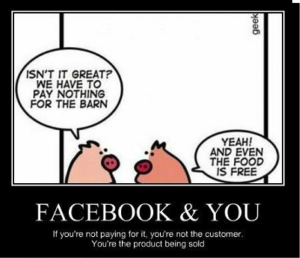 geek
ISN'T IT GREAT?
WE HAVE TO
PAY NOTHING
FOR THE BARN
YEAH!
AND EVEN
THE FOOD
IS FREE
FACEBOOK & YOU
If you're not paying for it, you're not the customer.
You're the product being sold